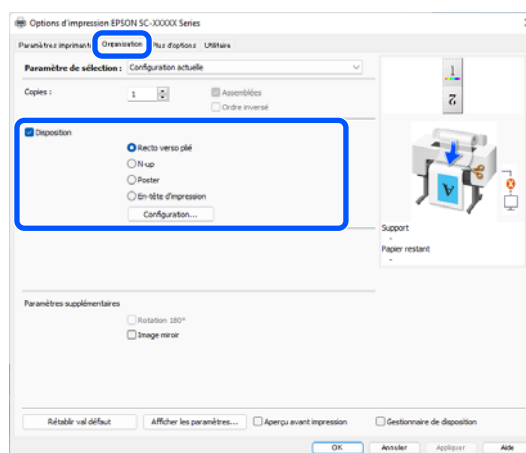 Options d'impression EPSON SC-XXXXX Series
Paramètres imprimante Organisation Plus d'options Utilitaire
Paramètre de sélection : Configuration actuelle
Copies : 1 Assemblées
Ordre inversé
1
2
Disposition
Recto verso plié
N-up
Poster
En-tête d'impression
Configuration...
A
Support
-
Papier restant
-
Paramètres supplémentaires
Rotation 180°
Image miroir
Rétablir val défaut Afficher les paramètres... Aperçu avant impression Gestionnaire de disposition
OK Annuler Appliquer Aide